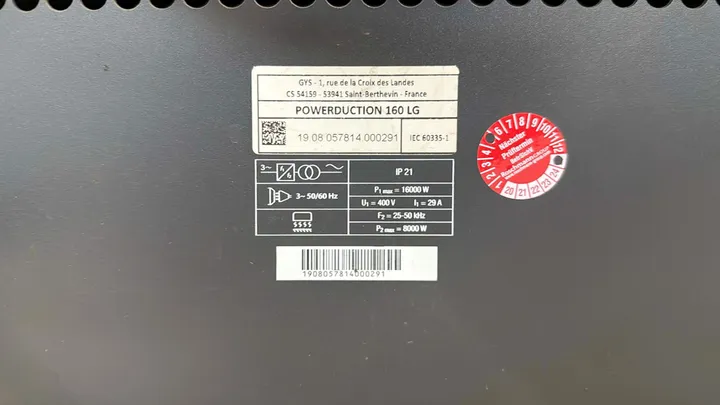 GYS - 1, rue de la Croix des Landes
CS 54159 - 53941 Saint-Berthevin - France
POWERDUCTION 160 LG
19 08 057814 000291
IEC 60335-1
3~
IP 21
3~ 50/60 Hz
P1 max = 16000 W
U1 = 400 V I1 = 29 A
F2 = 25-50 kHz
P2 max = 8000 W
1908057814000291
1 2 3 4 6 7 8 9 10 11 12
Nächster
Prüftermin
20 21 22 23 24